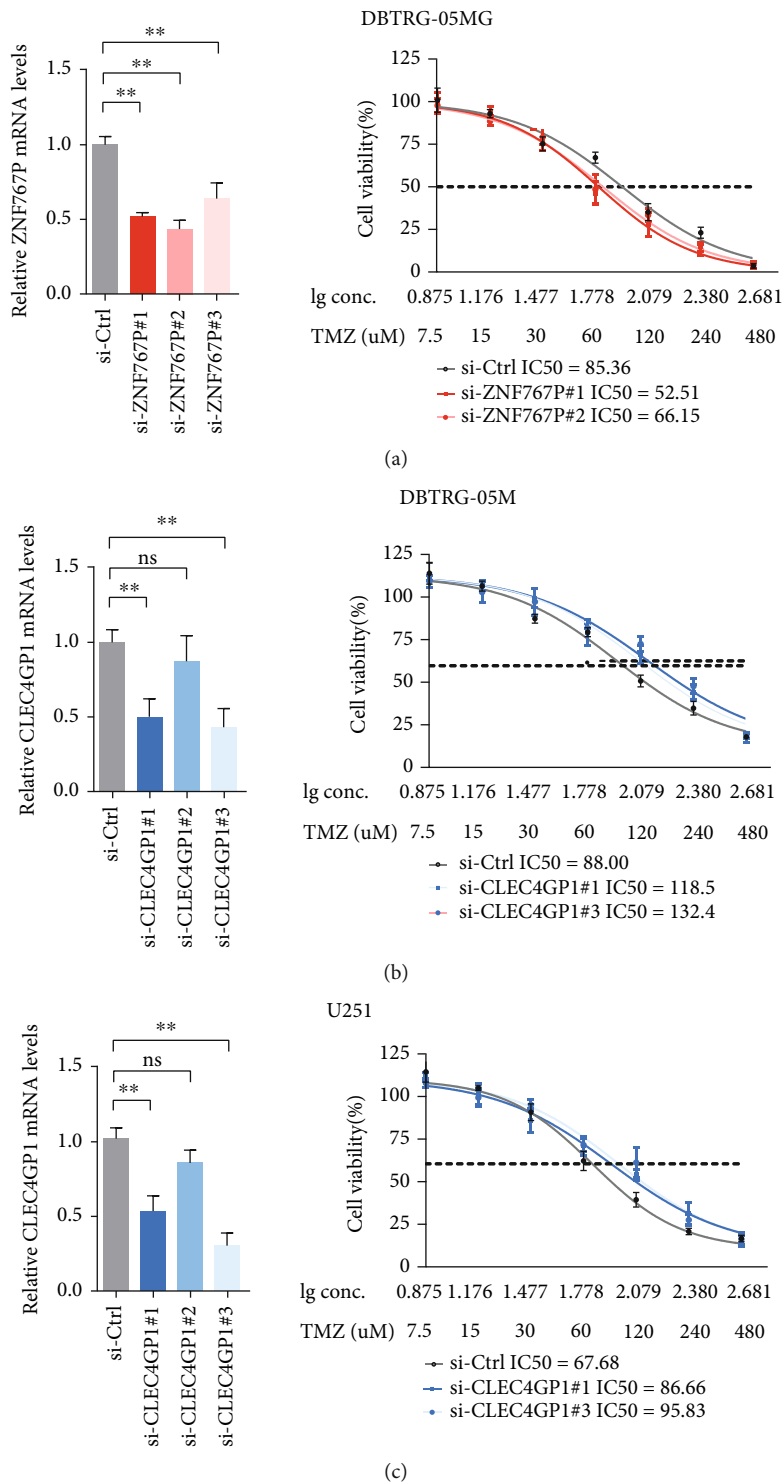 DBTRG-05MG
Relative ZNF767P mRNA levels
1.5
1.0
0.5
0.0
**
**
**
si-Ctrl
si-ZNF767P#1
si-ZNF767P#2
si-ZNF767P#3
Cell viability(%)
125
100
75
50
25
0
lg conc. 0.875 1.176 1.477 1.778 2.079 2.380 2.681
TMZ (uM) 7.5 15 30 60 120 240 480
si-Ctrl IC50 = 85.36
si-ZNF767P#1 IC50 = 52.51
si-ZNF767P#2 IC50 = 66.15
(a)
DBTRG-05M
Relative CLEC4GP1 mRNA levels
1.5
1.0
0.5
0.0
**
ns
**
si-Ctrl
si-CLEC4GP1#1
si-CLEC4GP1#2
si-CLEC4GP1#3
Cell viability(%)
125
100
75
50
25
0
lg conc. 0.875 1.176 1.477 1.778 2.079 2.380 2.681
TMZ (uM) 7.5 15 30 60 120 240 480
si-Ctrl IC50 = 88.00
si-CLEC4GP1#1 IC50 = 118.5
si-CLEC4GP1#3 IC50 = 132.4
(b)
U251
Relative CLEC4GP1 mRNA levels
1.5
1.0
0.5
0.0
**
ns
**
si-Ctrl
si-CLEC4GP1#1
si-CLEC4GP1#2
si-CLEC4GP1#3
Cell viability(%)
125
100
75
50
25
0
lg conc. 0.875 1.176 1.477 1.778 2.079 2.380 2.681
TMZ (uM) 7.5 15 30 60 120 240 480
si-Ctrl IC50 = 67.68
si-CLEC4GP1#1 IC50 = 86.66
si-CLEC4GP1#3 IC50 = 95.83
(c)